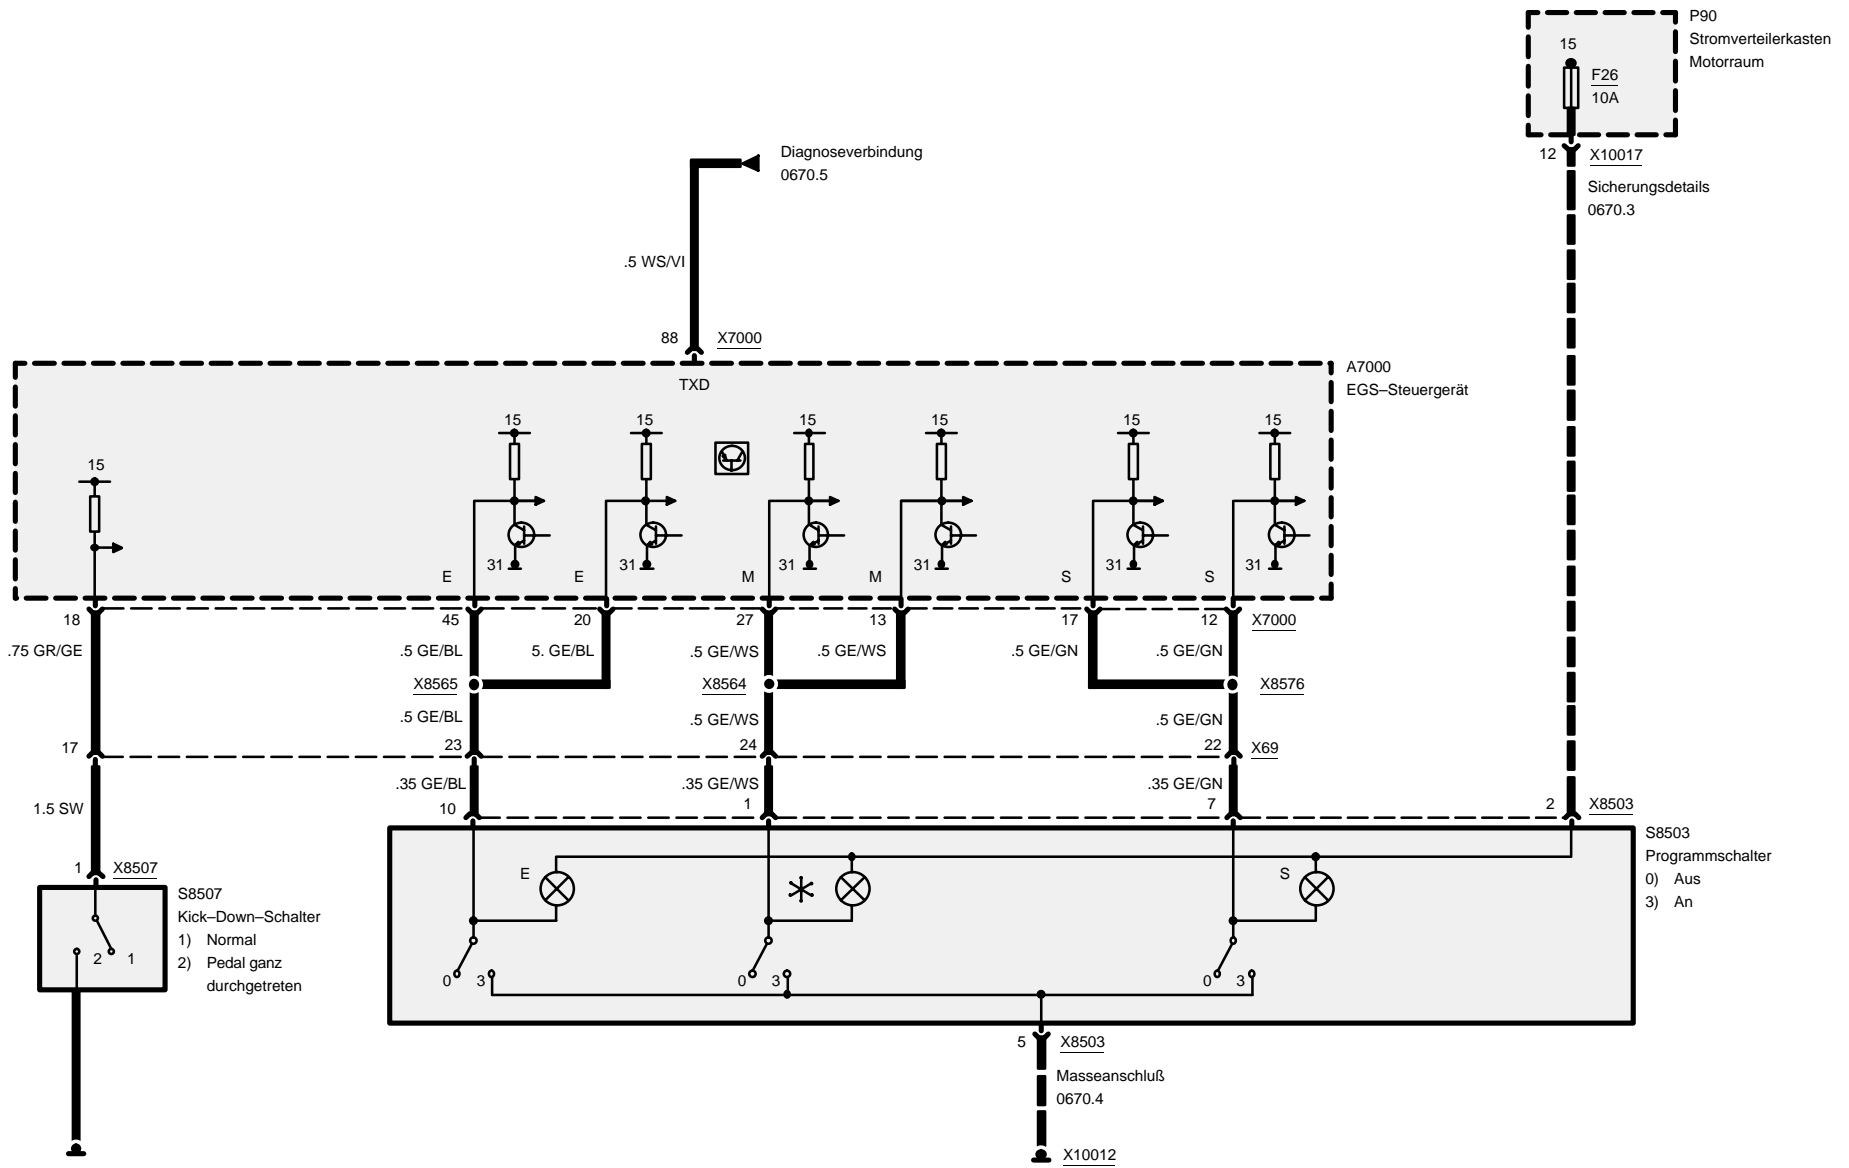 P90
Stromverteilerkasten
Motorraum
15
F26
10A
12 X10017
Sicherungsdetails
0670.3
Diagnoseverbindung
0670.5
.5 WS/VI
88 X7000
A7000
EGS–Steuergerät
TXD
15 15 15 15 15 15
15
31 31 31 31 31 31
E E M M S S
18 45 20 27 13 17 12 X7000
.75 GR/GE .5 GE/BL 5. GE/BL .5 GE/WS .5 GE/WS .5 GE/GN .5 GE/GN
X8565 X8564 X8576
.5 GE/BL .5 GE/WS .5 GE/GN
17 23 24 22 X69
.35 GE/BL .35 GE/WS .35 GE/GN
1.5 SW
10 1 7 2 X8503
S8503
Programmschalter
0) Aus
3) An
1 X8507
S8507
Kick–Down–Schalter
1) Normal
2) Pedal ganz
durchgetreten
2 1
E S
0 3 0 3 0 3
5 X8503
Masseanschluß
0670.4
X10012